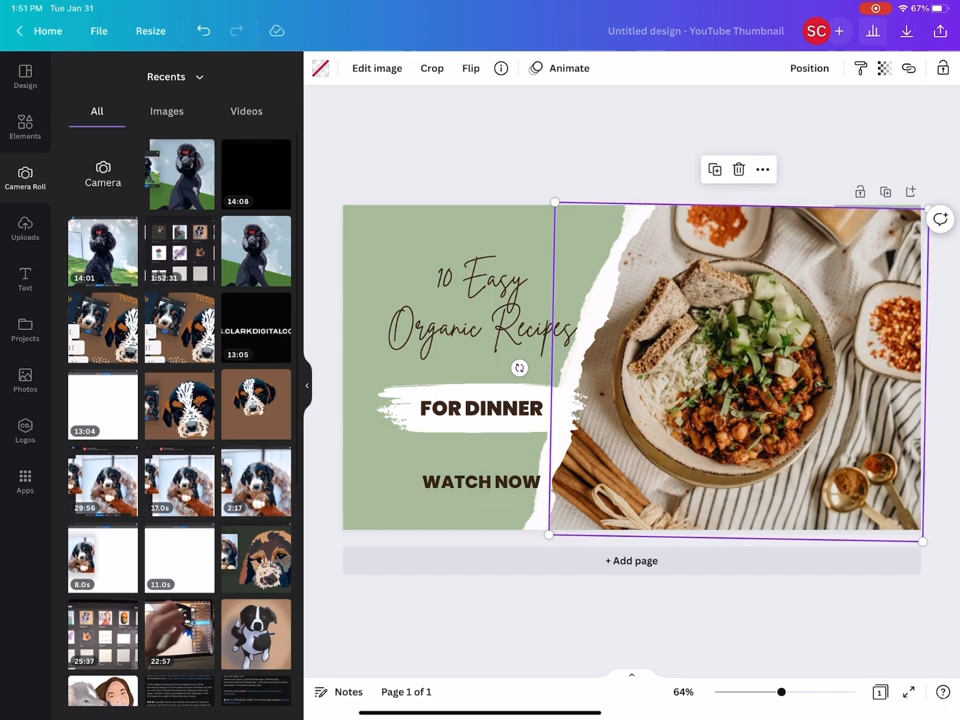 1:51 PM Tue Jan 31
67%
Home
File
Resize
Untitled design - YouTube Thumbnail
SC
+
Design
Elements
Camera Roll
Uploads
Text
Projects
Photos
CO.
Logos
Apps
Recents
All
Images
Videos
Camera
14:08
14:01
1:52:31
S.CLARKDIGITALCO
13:05
13:04
29:56
17.0s
2:17
8.0s
11.0s
25:37
22:57
Edit image
Crop
Flip
Animate
Position
10 Easy
Organic Recipes
FOR DINNER
WATCH NOW
+ Add page
Notes
Page 1 of 1
64%
1
?